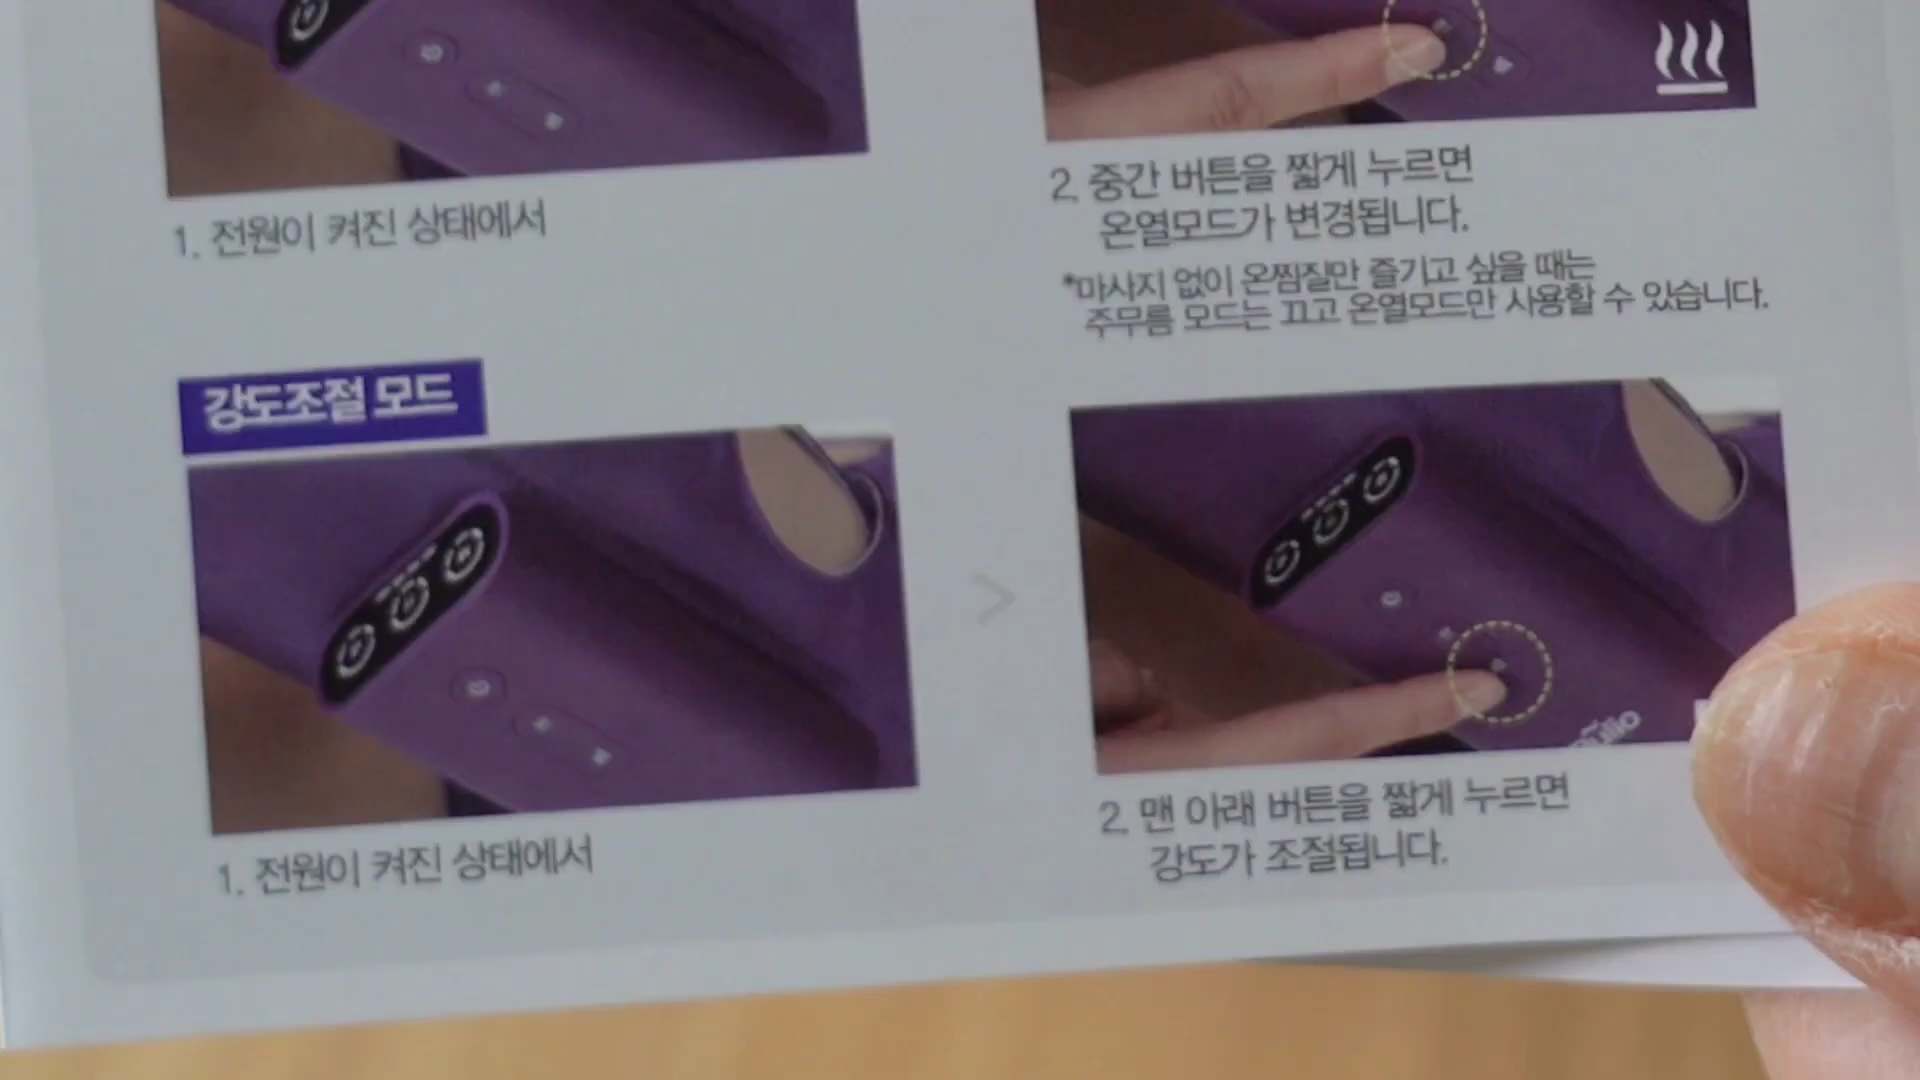 1. 전원이 켜진 상태에서
2. 중간 버튼을 짧게 누르면
온열모드가 변경됩니다.
*마사지 없이 온찜질만 즐기고 싶을 때는
주무름 모드는 끄고 온열모드만 사용할 수 있습니다.
강도조절 모드
>
1. 전원이 켜진 상태에서
2. 맨 아래 버튼을 짧게 누르면
강도가 조절됩니다.